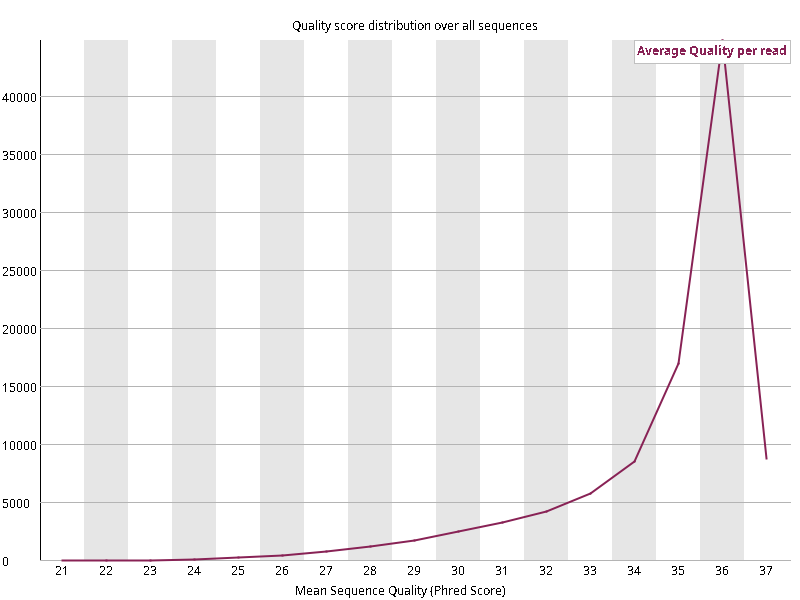 Quality score distribution over all sequences
Average Quality per read
40000
35000
30000
25000
20000
15000
10000
5000
0
21 22 23 24 25 26 27 28 29 30 31 32 33 34 35 36 37
Mean Sequence Quality (Phred Score)